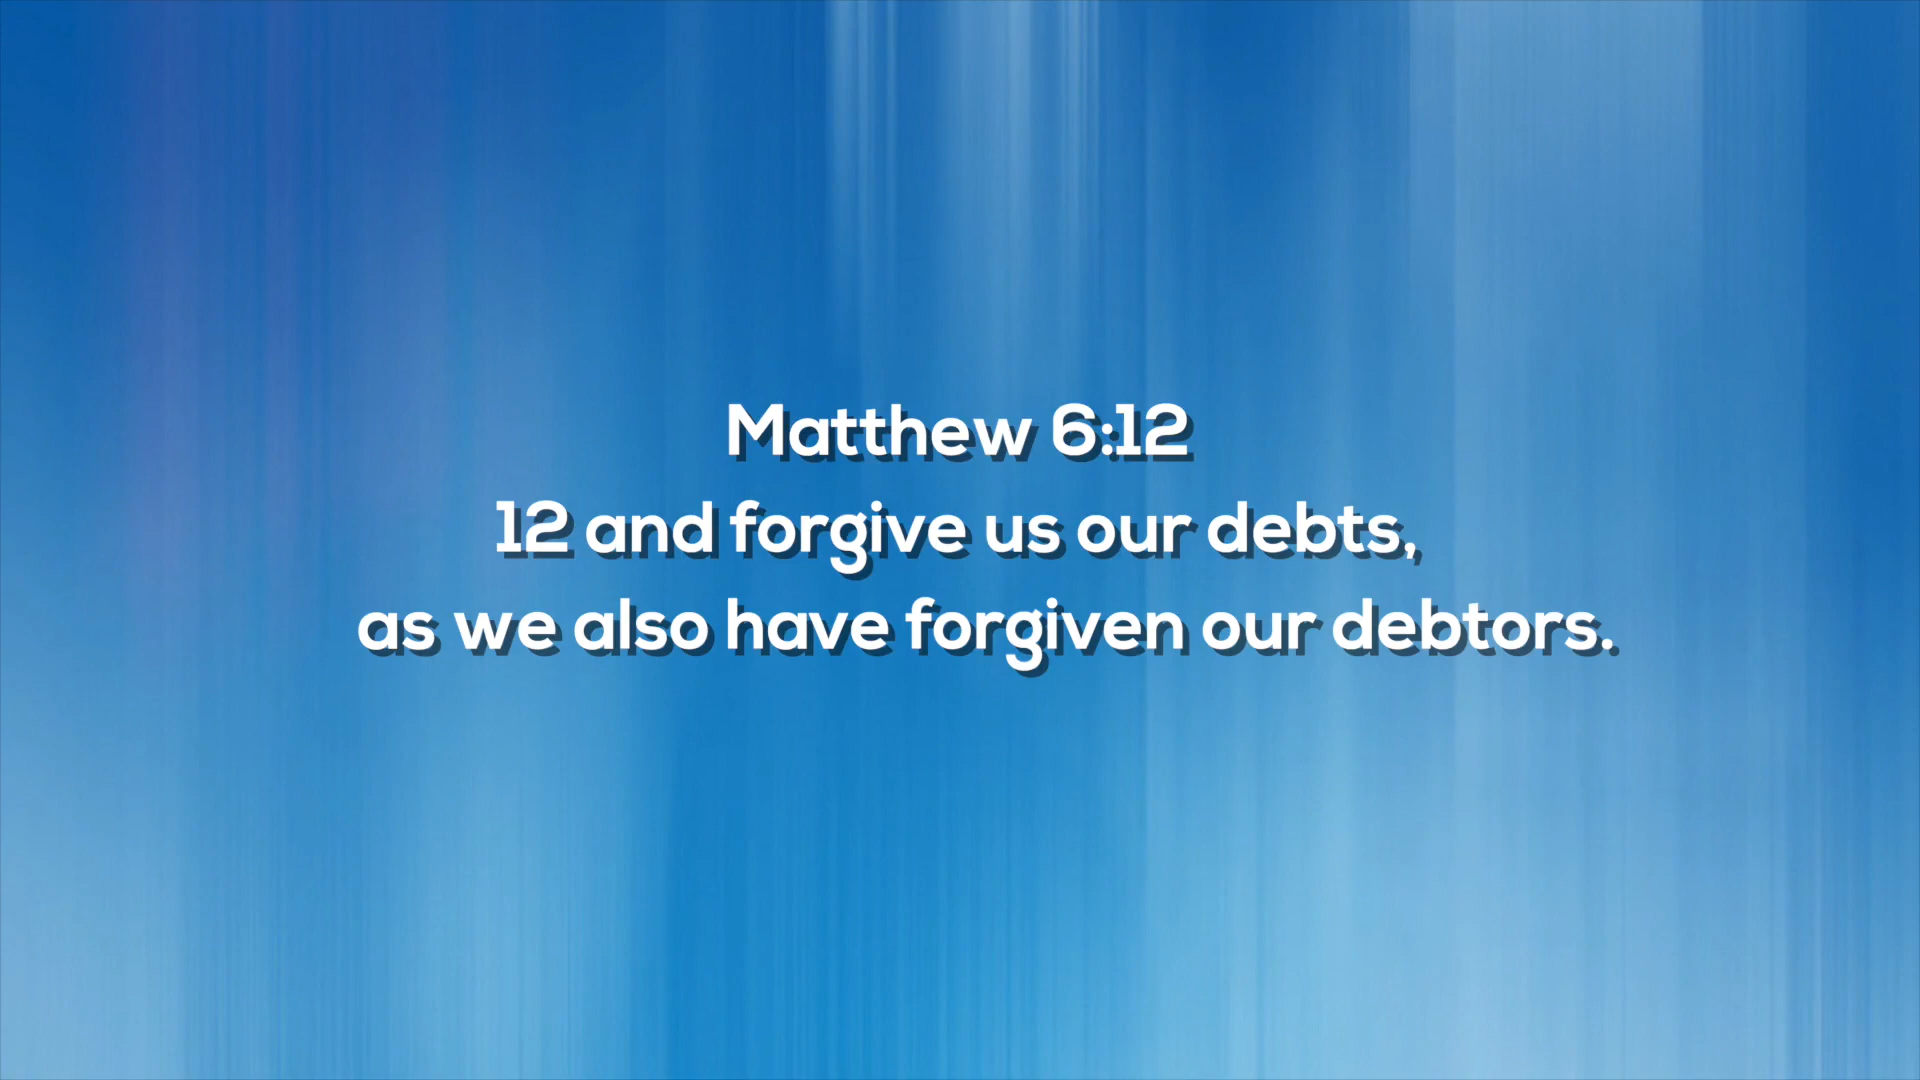 Matthew 6:12
12 and forgive us our debts,
as we also have forgiven our debtors.